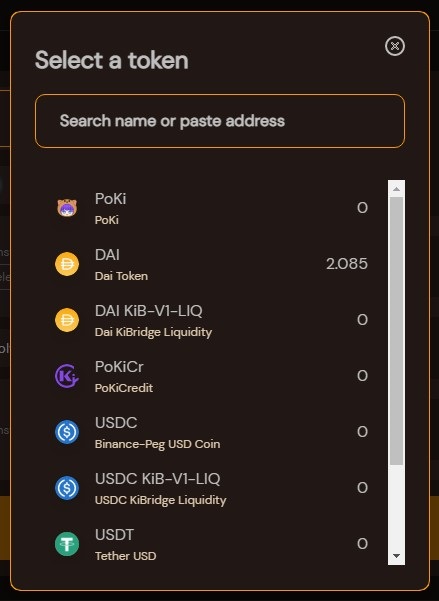 Select a token
Search name or paste address
PoKi
PoKi
0
DAI
Dai Token
2.085
DAI KiB-V1-LIQ
Dai KiBridge Liquidity
0
PoKiCr
PoKiCredit
0
USDC
Binance-Peg USD Coin
0
USDC KiB-V1-LIQ
USDC KiBridge Liquidity
0
USDT
Tether USD
0